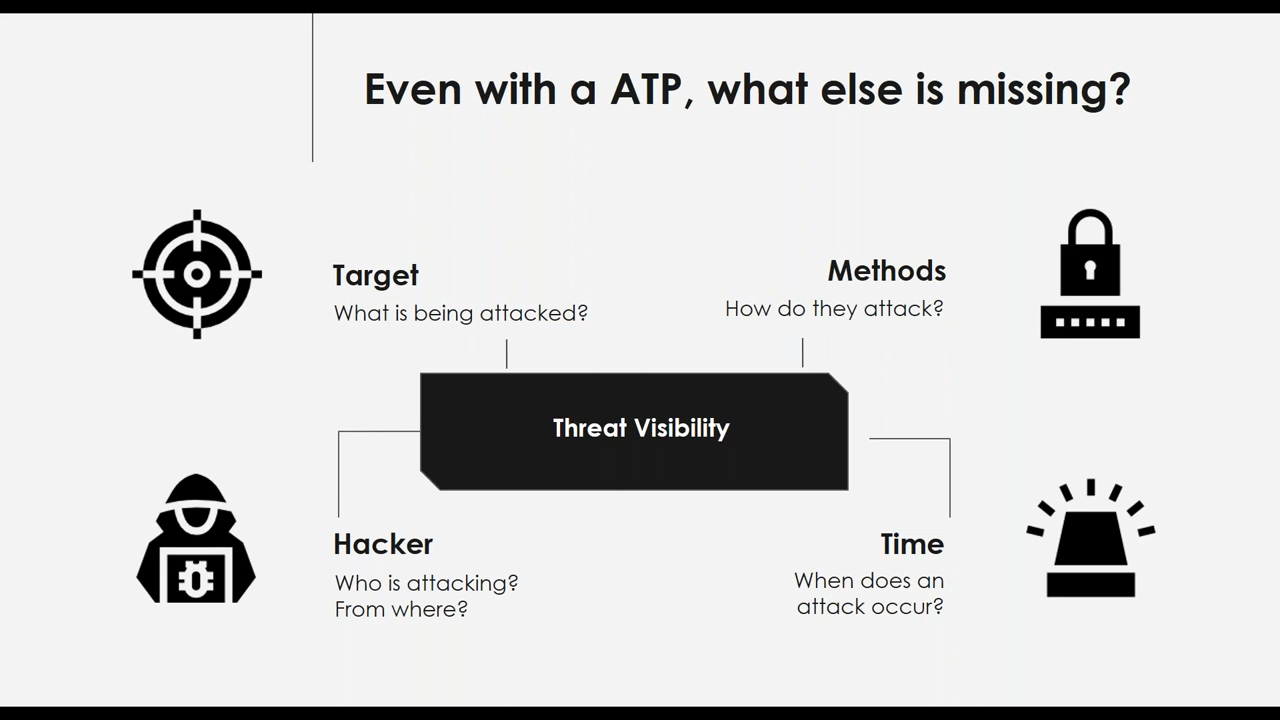 Even with a ATP, what else is missing?
Target
What is being attacked?
Methods
How do they attack?
Threat Visibility
Hacker
Who is attacking?
From where?
Time
When does an
attack occur?